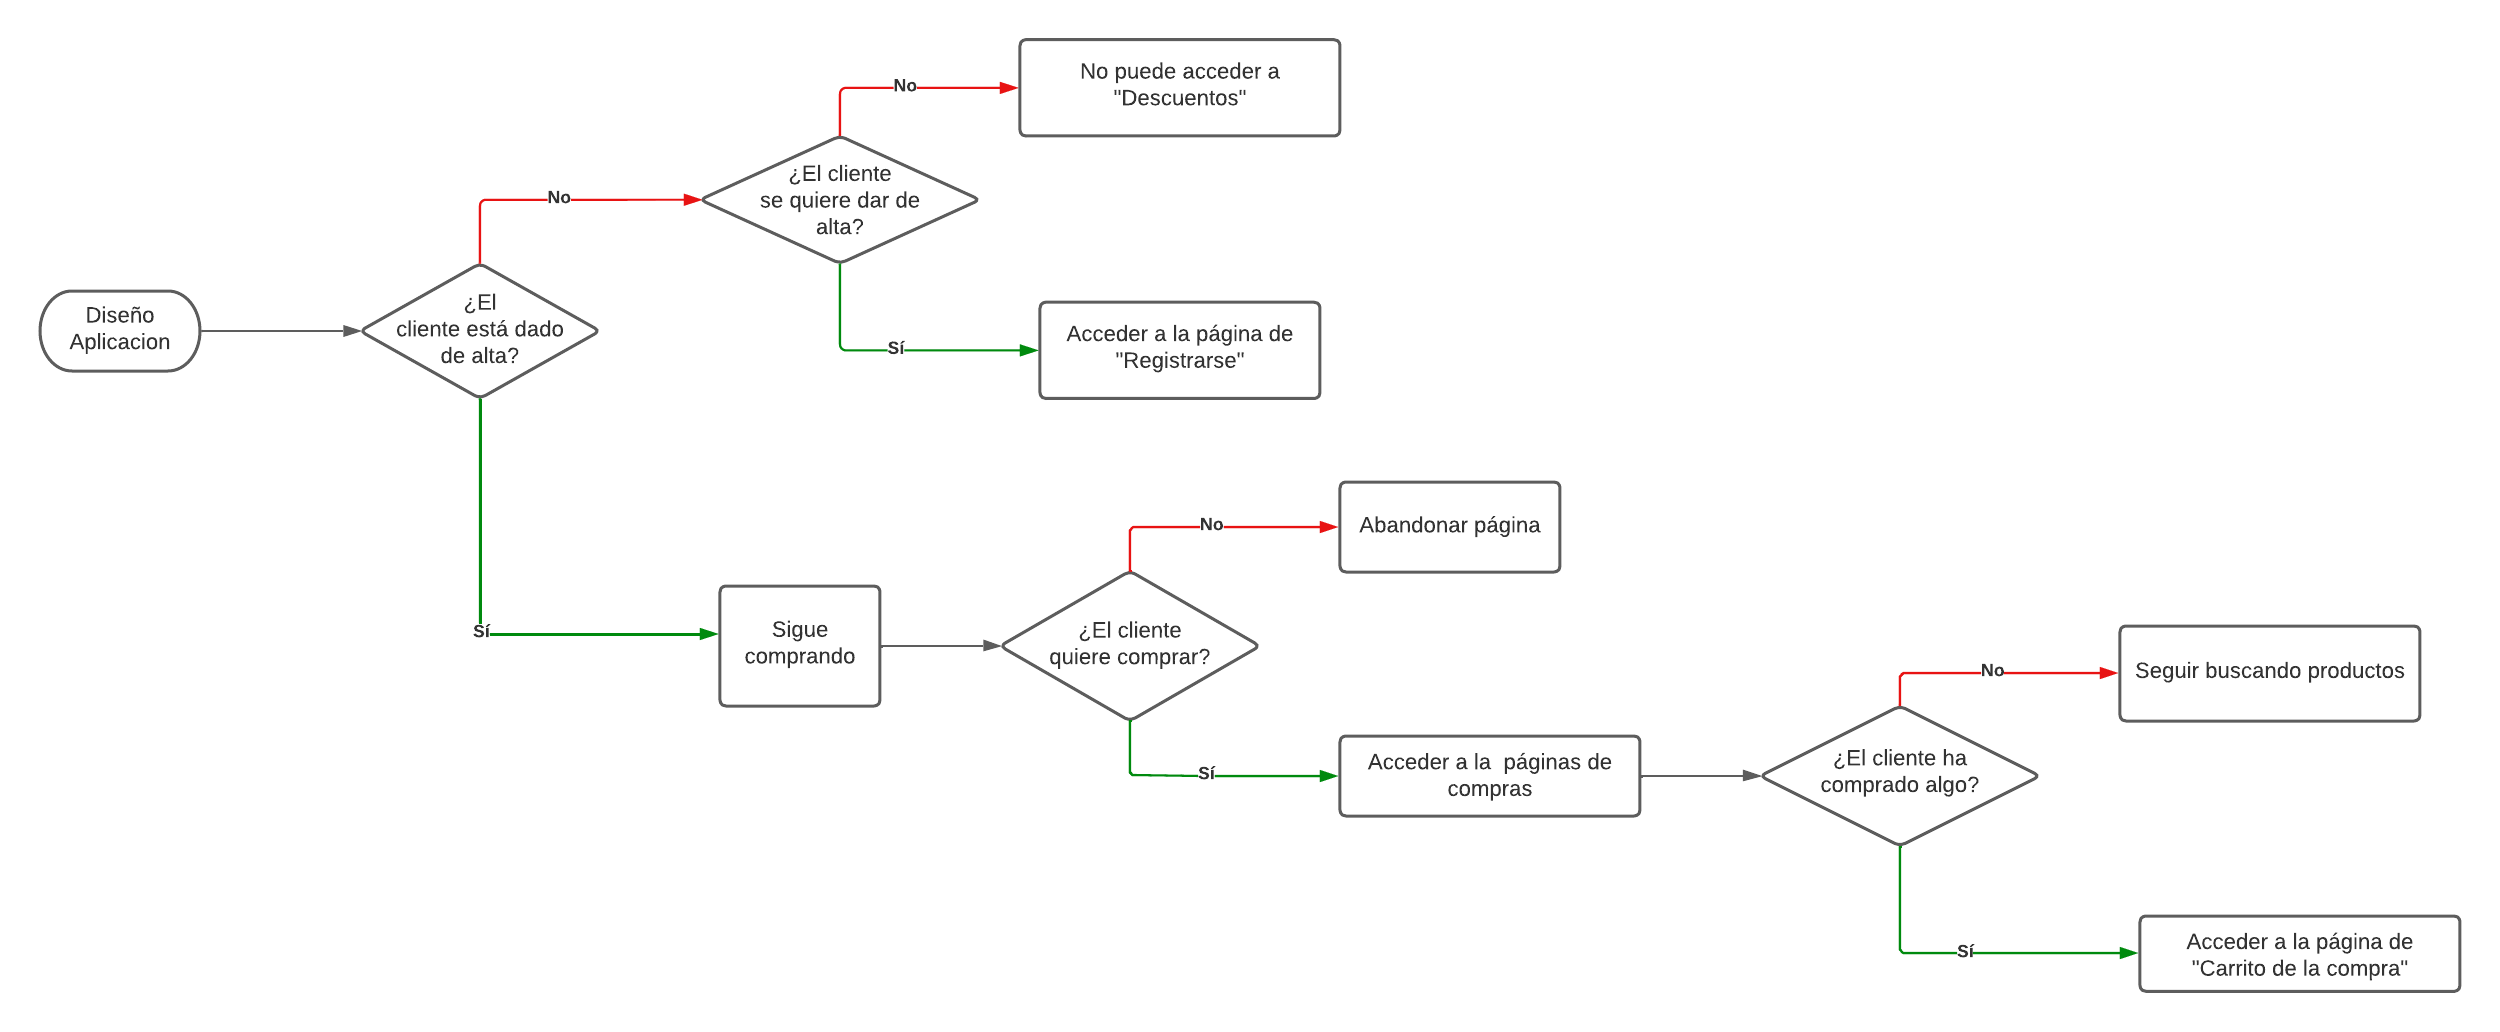 No puede acceder a
"Descuentos"
No
¿El cliente
se quiere dar de
alta?
No
¿El
cliente está dado
de alta?
Diseño
Aplicacion
Acceder a la página de
"Registrarse"
Sí
Abandonar página
No
Sí
Sigue
comprando
¿El cliente
quiere comprar?
Seguir buscando productos
No
Acceder a la  páginas de
compras
Sí
¿El cliente ha
comprado algo?
Acceder a la página de
"Carrito de la compra"
Sí